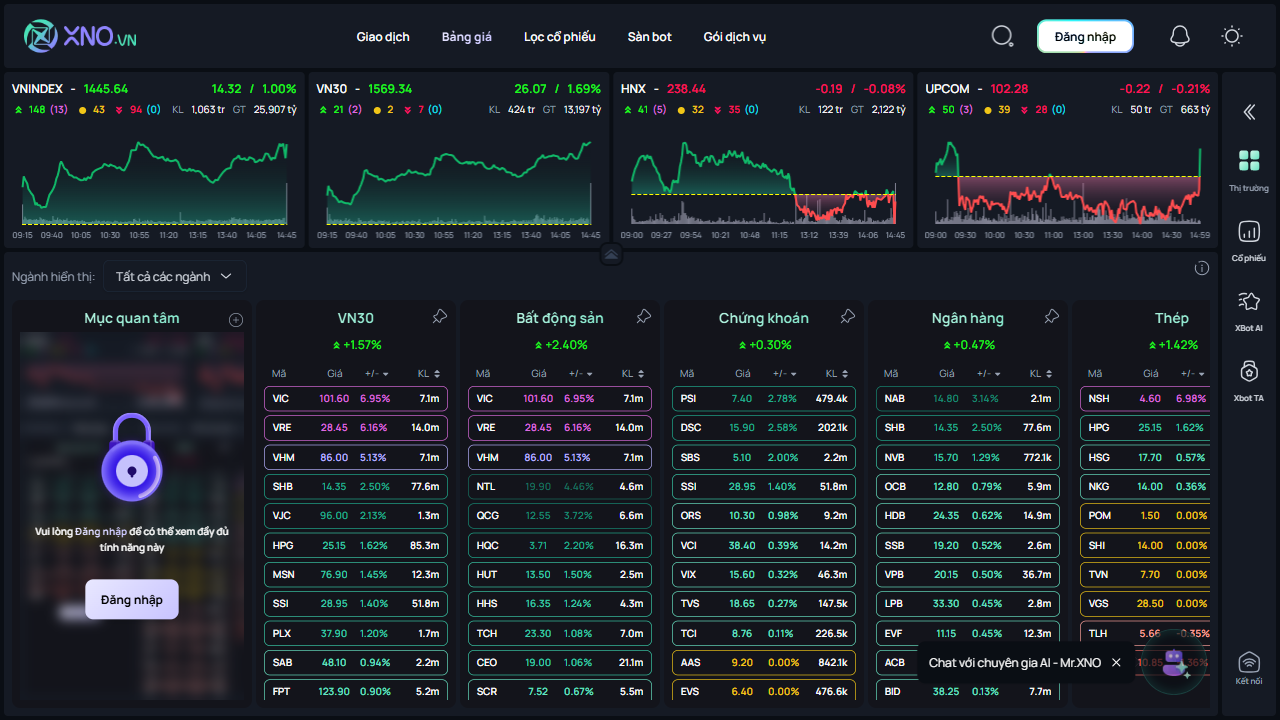 XNO.VN
Giao dịch Bảng giá Lọc cổ phiếu Sàn bot Gói dịch vụ Đăng nhập
VNINDEX - 1445.64 14.32 / 1.00%
148 (13) 43 94 (0) KL 1,063 tr GT 25,907 tỷ
09:15 09:40 10:05 10:30 10:55 11:20 13:15 13:40 14:05 14:45
VN30 - 1569.34 26.07 / 1.69%
21 (2) 2 7 (0) KL 424 tr GT 13,197 tỷ
09:15 09:40 10:05 10:30 10:55 11:20 13:15 13:40 14:05 14:45
HNX - 238.44 -0.19 / -0.08%
41 (5) 32 35 (0) KL 122 tr GT 2,122 tỷ
09:00 09:27 09:54 10:21 10:48 11:15 13:12 13:39 14:06 14:45
UPCOM - 102.28 -0.22 / -0.21%
50 (3) 39 28 (0) KL 50 tr GT 663 tỷ
09:00 09:30 10:00 10:30 11:00 13:00 13:30 14:00 14:30 14:59
Thị trường
Cổ phiếu
XBot AI
Xbot TA
Kết nối
Ngành hiển thị: Tất cả các ngành
Mục quan tâm
Vui lòng Đăng nhập để có thể xem đầy đủ
tính năng này
Đăng nhập
VN30
+1.57%
Mã Giá +/- KL
VIC 101.60 6.95% 7.1m
VRE 28.45 6.16% 14.0m
VHM 86.00 5.13% 7.1m
SHB 14.35 2.50% 77.6m
VJC 96.00 2.13% 1.3m
HPG 25.15 1.62% 85.3m
MSN 76.90 1.45% 12.3m
SSI 28.95 1.40% 51.8m
PLX 37.90 1.20% 1.7m
SAB 48.10 0.94% 2.2m
FPT 123.90 0.90% 5.2m
Bất động sản
+2.40%
Mã Giá +/- KL
VIC 101.60 6.95% 7.1m
VRE 28.45 6.16% 14.0m
VHM 86.00 5.13% 7.1m
NTL 19.90 4.46% 4.6m
QCG 12.55 3.72% 6.6m
HQC 3.71 2.20% 16.3m
HUT 13.50 1.50% 2.5m
HHS 16.35 1.24% 4.3m
TCH 23.30 1.08% 7.0m
CEO 19.00 1.06% 21.1m
SCR 7.52 0.67% 5.5m
Chứng khoán
+0.30%
Mã Giá +/- KL
PSI 7.40 2.78% 479.4k
DSC 15.90 2.58% 202.1k
SBS 5.10 2.00% 2.2m
SSI 28.95 1.40% 51.8m
ORS 10.30 0.98% 9.2m
VCI 38.40 0.39% 14.2m
VIX 15.60 0.32% 46.3m
TVS 18.65 0.27% 147.5k
TCI 8.76 0.11% 226.5k
AAS 9.20 0.00% 842.1k
EVS 6.40 0.00% 476.6k
Ngân hàng
+0.47%
Mã Giá +/- KL
NAB 14.80 3.14% 2.1m
SHB 14.35 2.50% 77.6m
NVB 15.70 1.29% 772.1k
OCB 12.80 0.79% 5.9m
HDB 24.35 0.62% 14.9m
SSB 19.20 0.52% 2.6m
VPB 20.15 0.50% 36.7m
LPB 33.30 0.45% 2.8m
EVF 11.15 0.45% 12.3m
ACB
BID 38.25 0.13% 7.7m
Thép
+1.42%
Mã Giá +/-
NSH 4.60 6.98%
HPG 25.15 1.62%
HSG 17.70 0.57%
NKG 14.00 0.36%
POM 1.50 0.00%
SHI 14.00 0.00%
TVN 7.70 0.00%
VGS 28.50 0.00%
TLH 5.66 -0.35%
Chat với chuyên gia AI - Mr.XNO